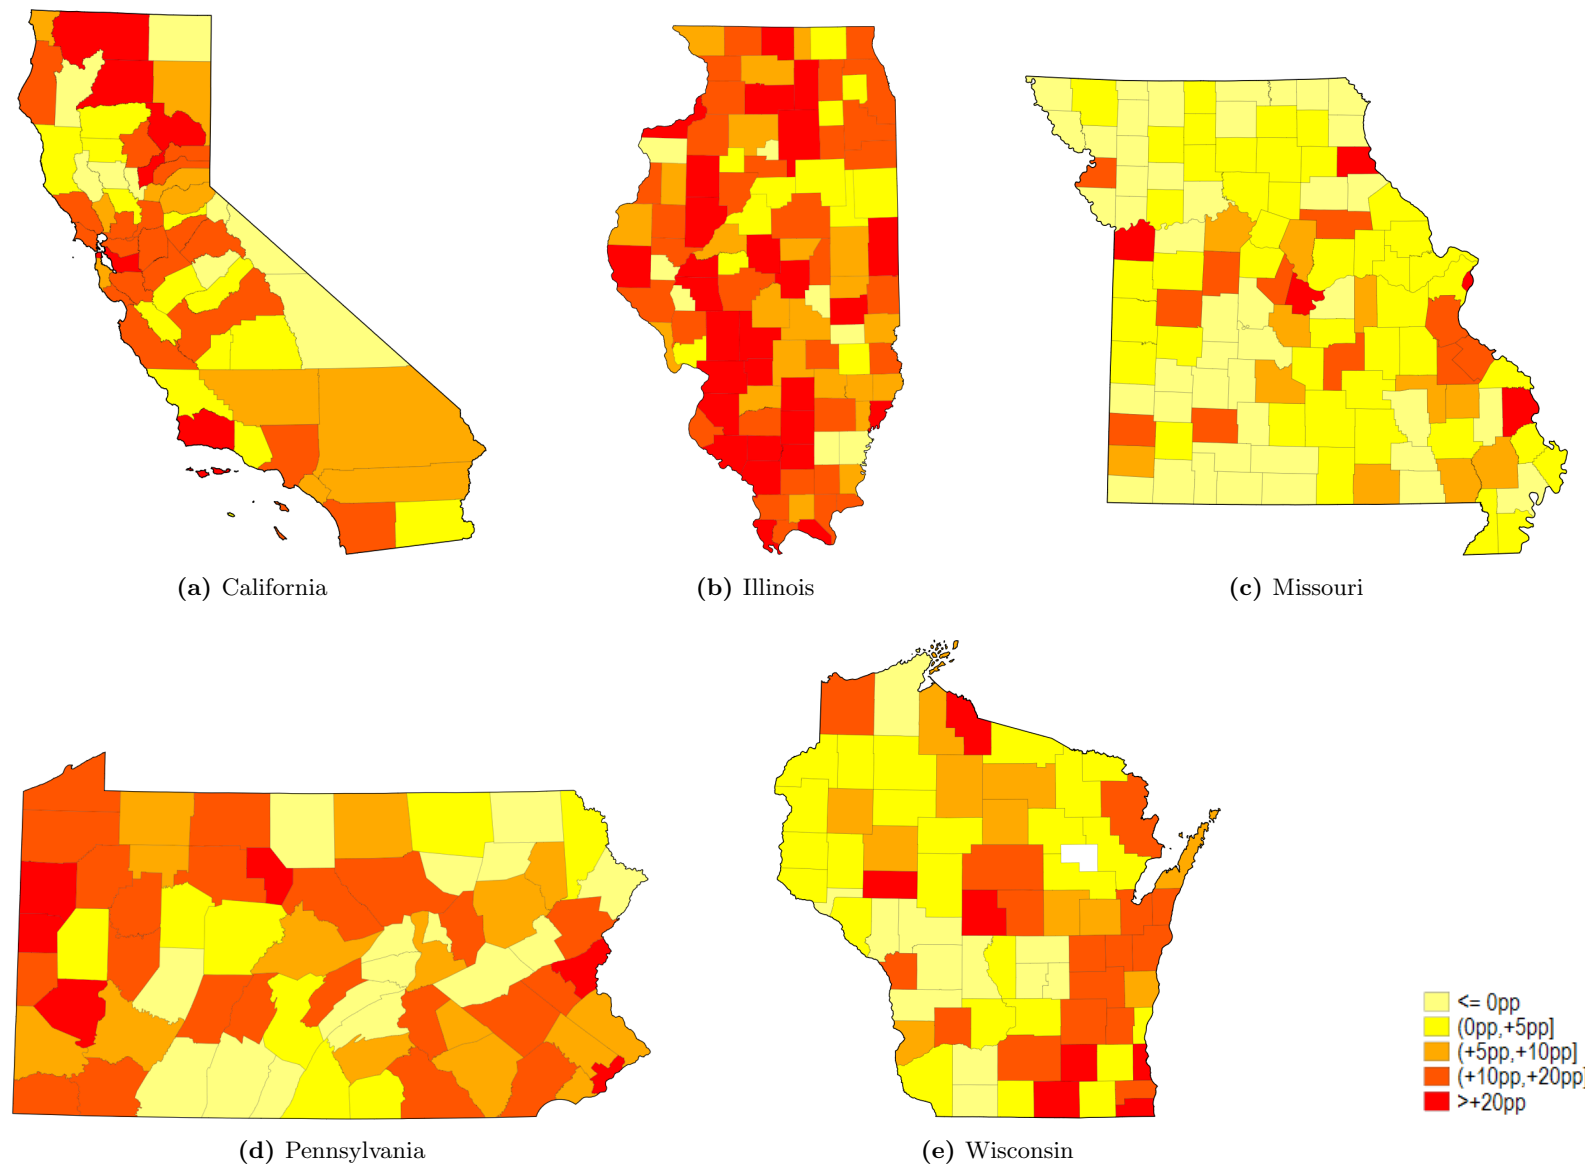 (a) California
(b) Illinois
(c) Missouri
(d) Pennsylvania
(e) Wisconsin
<= 0pp
(0pp,+5pp]
(+5pp,+10pp]
(+10pp,+20pp]
>+20pp